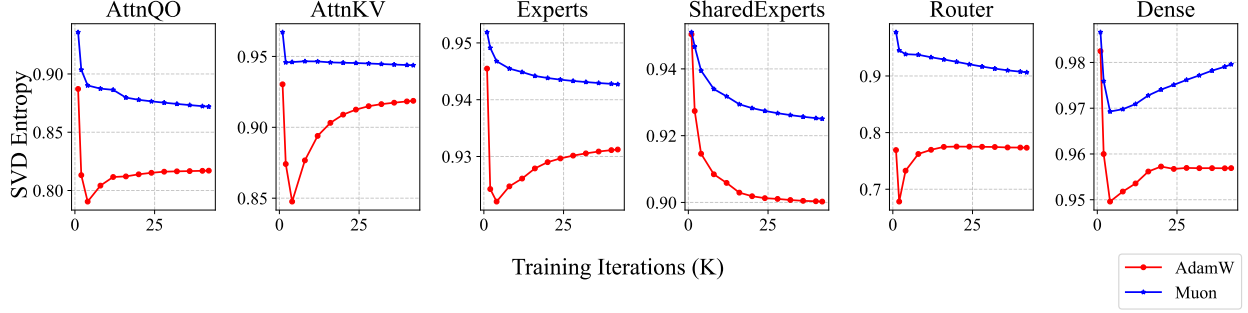 AttnQO
AttnKV
Experts
SharedExperts
Router
Dense
SVD Entropy
0.90
0.85
0.80
0 25
0.95
0.90
0.85
0 25
0.95
0.94
0.93
0 25
0.94
0.92
0.90
0 25
0.9
0.8
0.7
0 25
0.98
0.97
0.96
0.95
0 25
Training Iterations (K)
AdamW
Muon